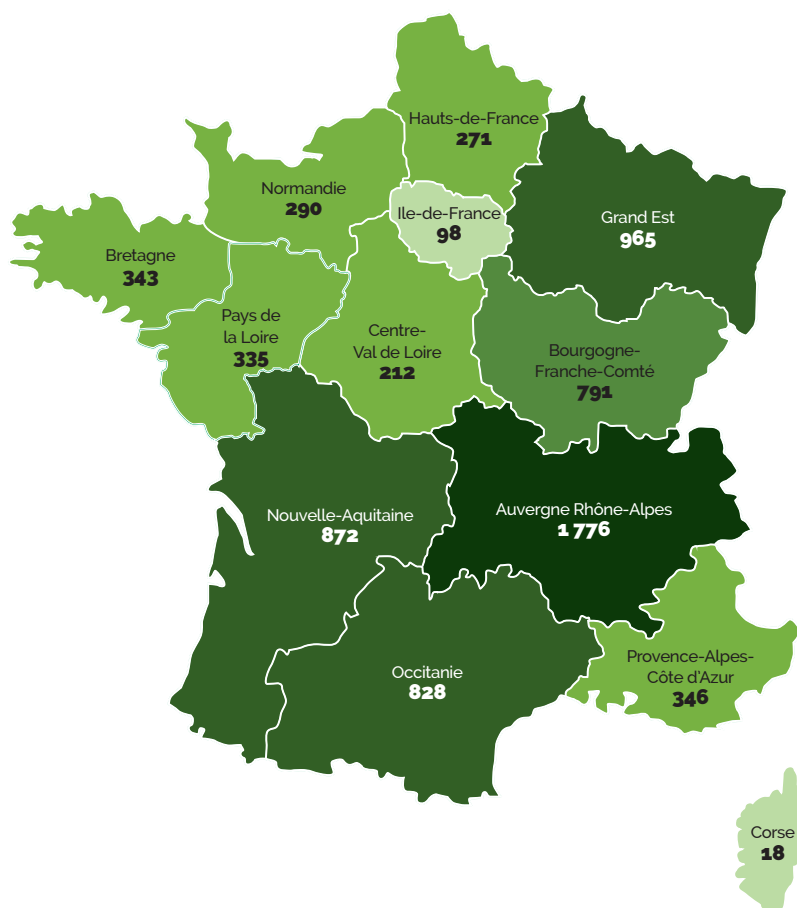 Hauts-de-France
271
Normandie
290
Ile-de-France
98
Grand Est
965
Bretagne
343
Pays de
la Loire
335
Centre-
Val de Loire
212
Bourgogne-
Franche-Comté
791
Nouvelle-Aquitaine
872
Auvergne Rhône-Alpes
1 776
Occitanie
828
Provence-Alpes-
Côte d'Azur
346
Corse
18